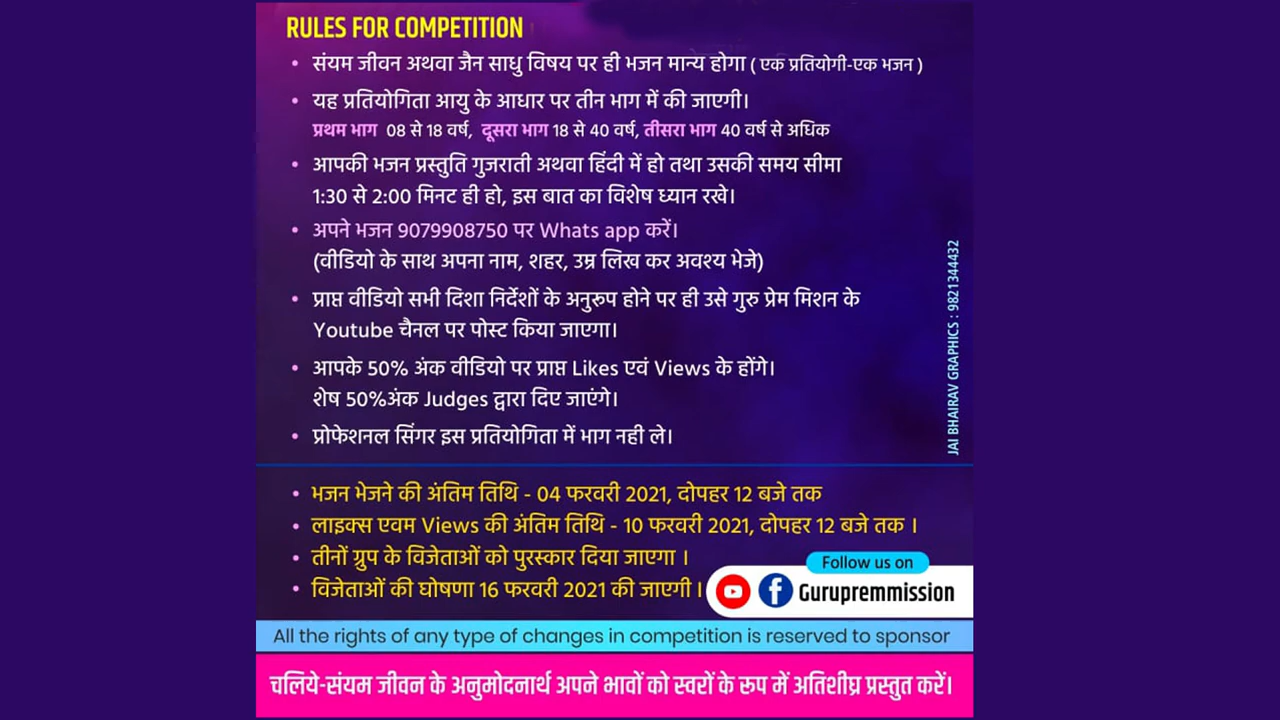 RULES FOR COMPETITION
• संयम जीवन अथवा जैन साधु विषय पर ही भजन मान्य होगा ( एक प्रतियोगी-एक भजन )
• यह प्रतियोगिता आयु के आधार पर तीन भाग में की जाएगी।
प्रथम भाग 08 से 18 वर्ष, दूसरा भाग 18 से 40 वर्ष, तीसरा भाग 40 वर्ष से अधिक
• आपकी भजन प्रस्तुति गुजराती अथवा हिंदी में हो तथा उसकी समय सीमा
1:30 से 2:00 मिनट ही हो, इस बात का विशेष ध्यान रखे।
• अपने भजन 9079908750 पर Whats app करें।
(वीडियो के साथ अपना नाम, शहर, उम्र लिख कर अवश्य भेजे)
• प्राप्त वीडियो सभी दिशा निर्देशों के अनुरूप होने पर ही उसे गुरु प्रेम मिशन के
Youtube चैनल पर पोस्ट किया जाएगा।
• आपके 50% अंक वीडियो पर प्राप्त Likes एवं Views के होंगे।
शेष 50%अंक Judges द्वारा दिए जाएंगे।
• प्रोफेशनल सिंगर इस प्रतियोगिता में भाग नही ले।
JAI BHAIRAV GRAPHICS : 9821344432
• भजन भेजने की अंतिम तिथि - 04 फरवरी 2021, दोपहर 12 बजे तक
• लाइक्स एवम Views की अंतिम तिथि - 10 फरवरी 2021, दोपहर 12 बजे तक ।
• तीनों ग्रुप के विजेताओं को पुरस्कार दिया जाएगा ।
• विजेताओं की घोषणा 16 फरवरी 2021 की जाएगी ।
Follow us on
Gurupremmission
All the rights of any type of changes in competition is reserved to sponsor
चलिये-संयम जीवन के अनुमोदनार्थ अपने भावों को स्वरों के रुप में अतिशीघ्र प्रस्तुत करें।